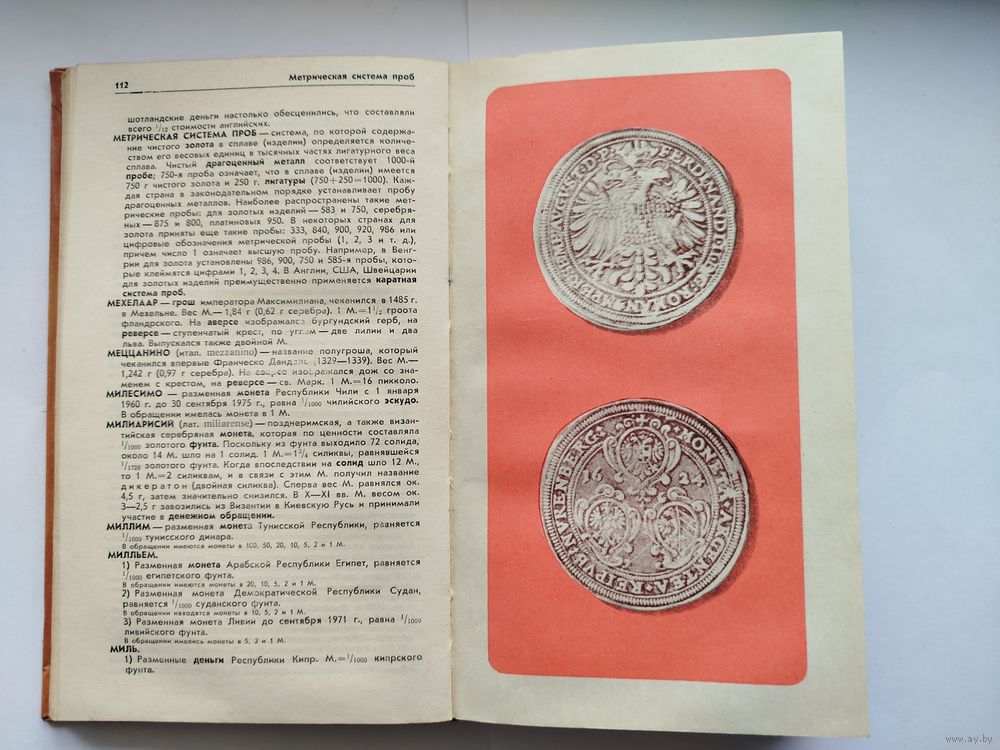 112
Метрическая система проб
шотландские деньги настолько обесценились, что составляли
всего 1/12 стоимости английских.
МЕТРИЧЕСКАЯ СИСТЕМА ПРОБ — система, по которой содержа-
ние чистого золота в сплаве (изделии) определяется количе-
ством его весовых единиц в тысячных частях лигатурного веса
сплава. Чистый драгоценный металл соответствует 1000-й
пробе; 750-я проба означает, что в сплаве (изделии) имеется
750 г чистого золота и 250 г. лигатуры (750+250=1000). Каж-
дая страна в законодательном порядке устанавливает пробу
драгоценных металлов. Наиболее распространены такие мет-
рические пробы: для золотых изделий — 583 и 750, серебря-
ных — 875 и 800, платиновых 950. В некоторых странах для
золота приняты еще такие пробы: 333, 840, 900, 920, 986 или
цифровые обозначения метрической пробы (1, 2, 3 и т. д.),
причем число 1 означает высшую пробу. Например, в Венг-
рии для золота установлены 986, 900, 750 и 585-я пробы, кото-
рые клеймятся цифрами 1, 2, 3, 4. В Англии, США, Швейцарии
для золотых изделий преимущественно применяется каратная
система проб.
МЕХЕЛААР — грош императора Максимилиана, чеканился в 1485 г.
в Мехельне. Вес М.— 1,84 г (0,62 г серебра). 1 М.=1 1/2 гроота
фландрского. На аверсе изображался бургундский герб, на
реверсе — ступенчатый крест, по углам — две лилии и два
льва. Выпускался также двойной М.
МЕЦЦАНИНО (итал. mezzanino) — название полугроша, который
чеканился впервые Франческо Дандоло (1329—1339). Вес М.—
1,242 г (0,97 г серебра). На аверсе изображался дож со зна-
менем с крестом, на реверсе — св. Марк. 1 М.=16 пикколо.
МИЛЕСИМО — разменная монета Республики Чили с 1 января
1960 г. до 30 сентября 1975 г., равна 1/1000 чилийского эскудо.
В обращении имелась монета в 1 М.
МИЛИАРИСИЙ (лат. miliarense) — позднеримская, а также визан-
тийская серебряная монета, которая по ценности составляла
1/1000 золотого фунта. Поскольку из фунта выходило 72 солида,
около 14 М. шло на 1 солид. 1 М.=1 3/4 силиквы, равняющихся
1/1728 золотого фунта. Когда впоследствии на солид шло 12 М.,
то 1 М.=2 силиквам, и в связи с этим М. получил название
дикератон (двойная силиква). Сперва вес М. равнялся ок.
4,5 г, затем значительно снизился. В X—XI вв. М. весом ок.
3—2,5 г завозились из Византии в Киевскую Русь и принимали
участие в денежном обращении.
МИЛЛИМ — разменная монета Тунисской Республики, равняется
1/1000 тунисского динара.
В обращении имеются монеты в 100, 50, 20, 10, 5, 2 и 1 М.
МИЛЛЬЕМ.
1) Разменная монета Арабской Республики Египет, равняется
1/1000 египетского фунта.
В обращении имеются монеты в 20, 10, 5, 2 и 1 М.
2) Разменная монета Демократической Республики Судан,
равняется 1/1000 суданского фунта.
В обращении находятся монеты в 10, 5, 2 и 1 М.
3) Разменная монета Ливии до сентября 1971 г., равна 1/1000
ливийского фунта.
В обращении имелись монеты в 5, 2 и 1 М.
МИЛЬ.
1) Разменные деньги Республики Кипр. М.=1/1000 кипрского
фунта.
FERDINAND
AUGUST
ROMAN
1624
MON
NVRENBERG
www.ay.by